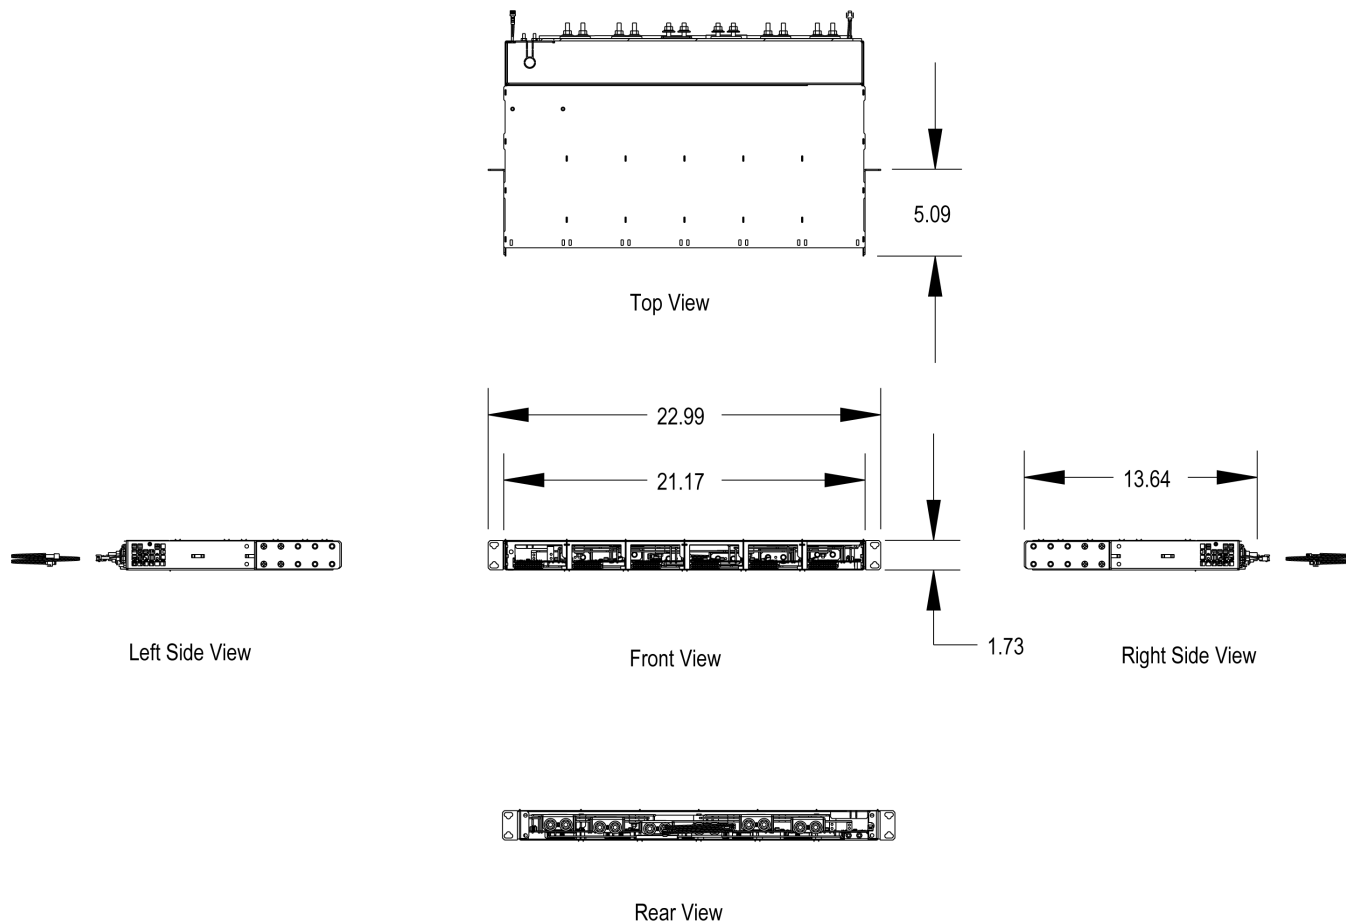 5.09
Top View
22.99
21.17
13.64
Left Side View
Front View
1.73
Right Side View
Rear View